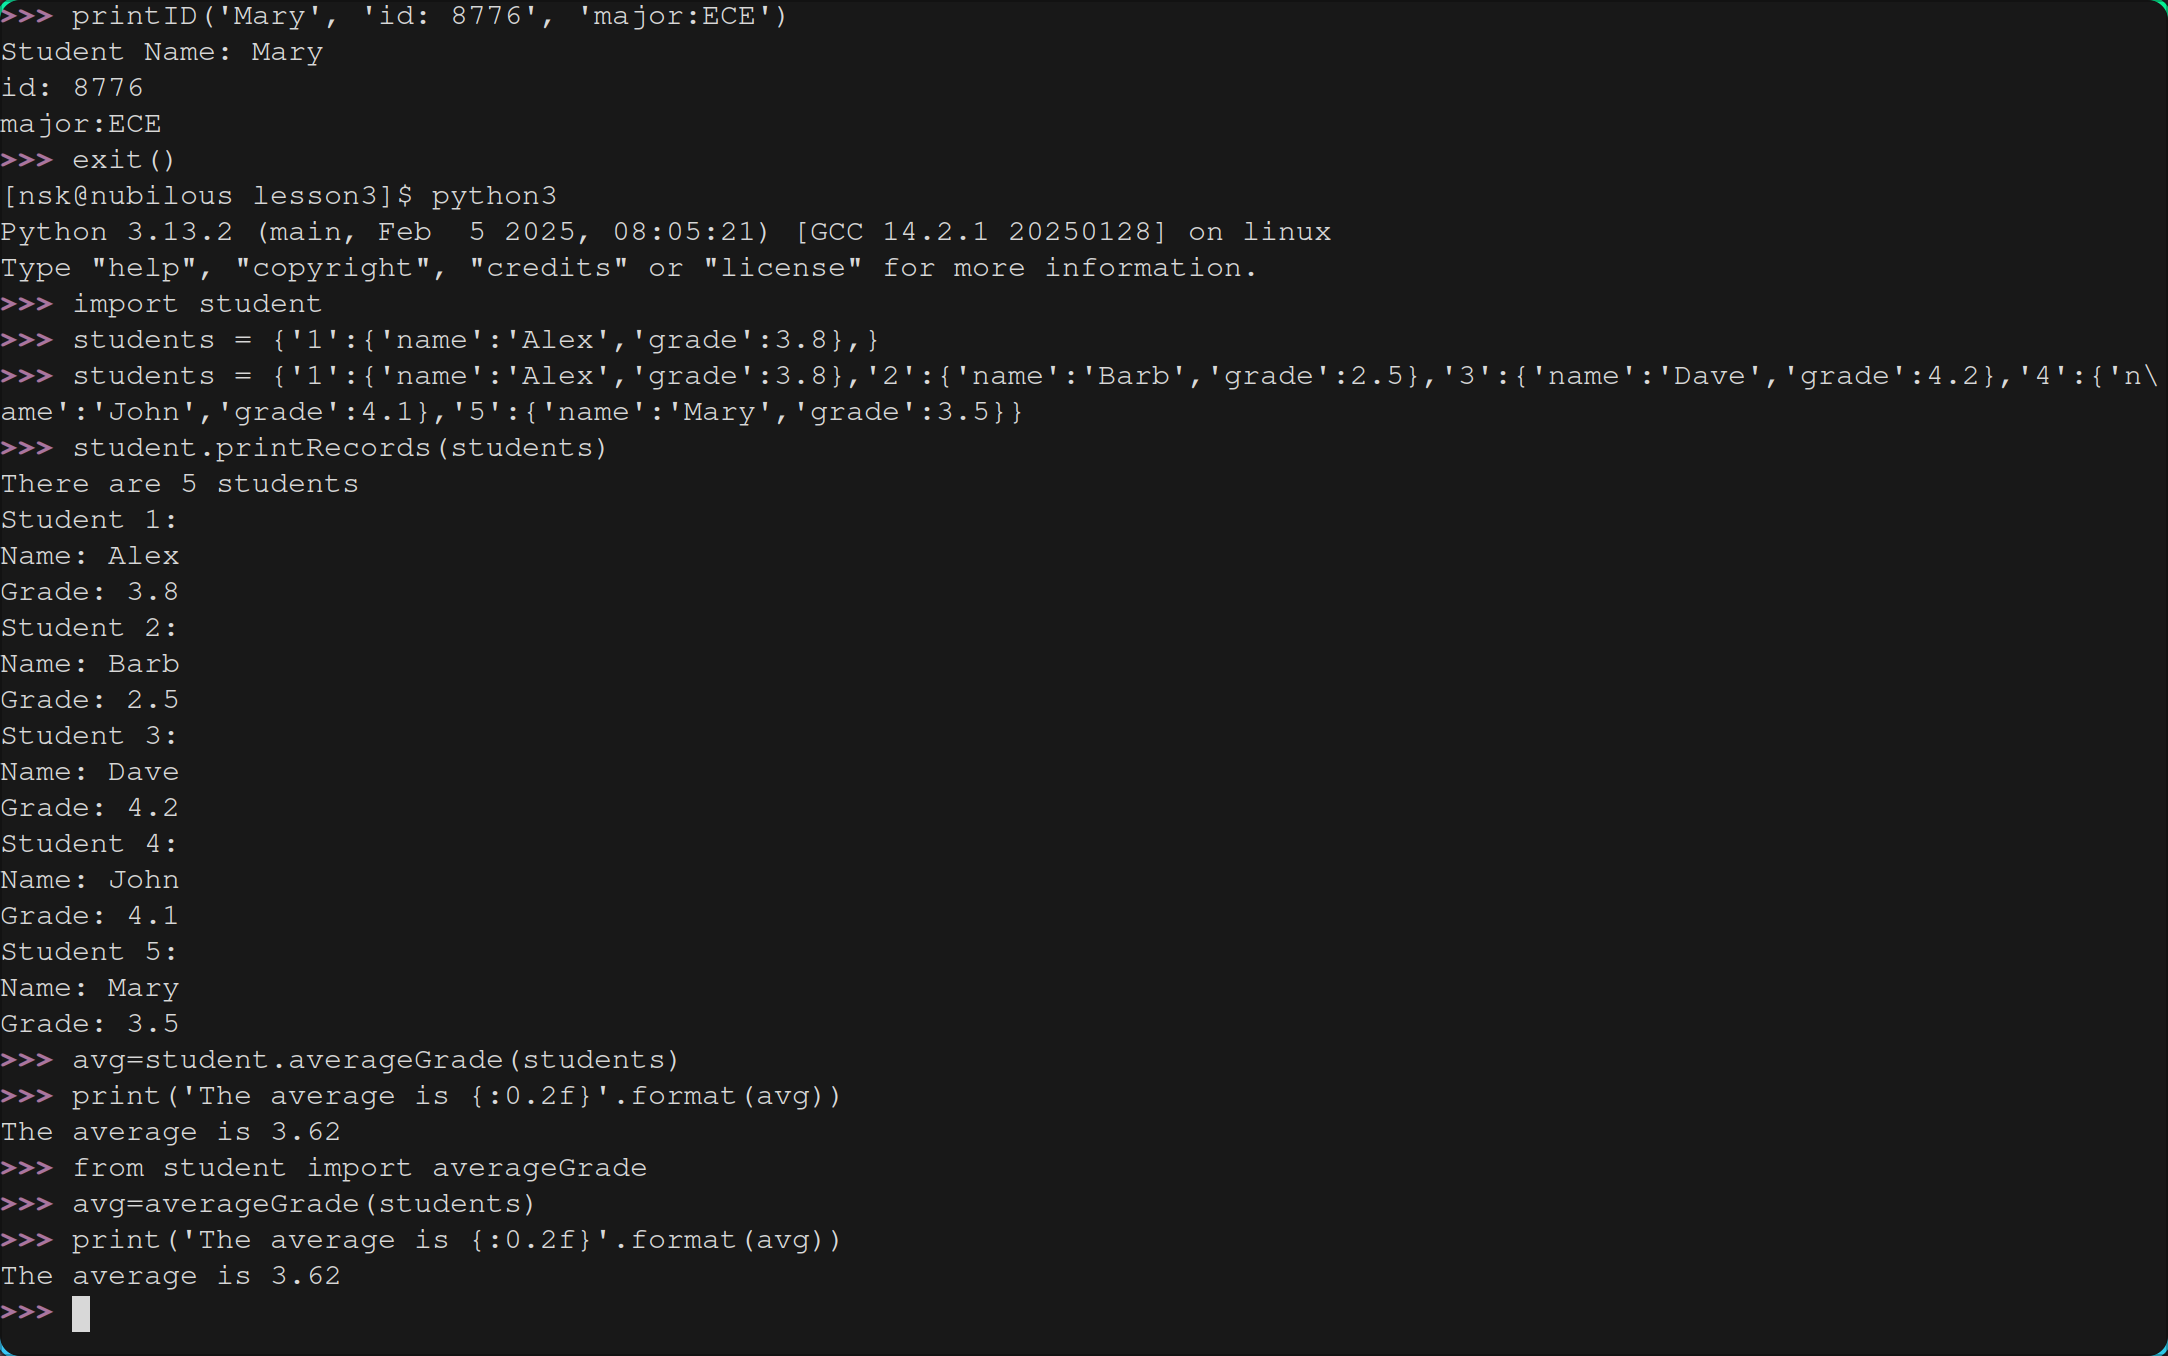 >>> printID('Mary', 'id: 8776', 'major:ECE')
Student Name: Mary
id: 8776
major:ECE
>>> exit()
[nsk@nubilous lesson3]$ python3
Python 3.13.2 (main, Feb  5 2025, 08:05:21) [GCC 14.2.1 20250128] on linux
Type "help", "copyright", "credits" or "license" for more information.
>>> import student
>>> students = {'1':{'name':'Alex','grade':3.8},}
>>> students = {'1':{'name':'Alex','grade':3.8},'2':{'name':'Barb','grade':2.5},'3':{'name':'Dave','grade':4.2},'4':{'n\
ame':'John','grade':4.1},'5':{'name':'Mary','grade':3.5}}
>>> student.printRecords(students)
There are 5 students
Student 1:
Name: Alex
Grade: 3.8
Student 2:
Name: Barb
Grade: 2.5
Student 3:
Name: Dave
Grade: 4.2
Student 4:
Name: John
Grade: 4.1
Student 5:
Name: Mary
Grade: 3.5
>>> avg=student.averageGrade(students)
>>> print('The average is {:0.2f}'.format(avg))
The average is 3.62
>>> from student import averageGrade
>>> avg=averageGrade(students)
>>> print('The average is {:0.2f}'.format(avg))
The average is 3.62
>>>